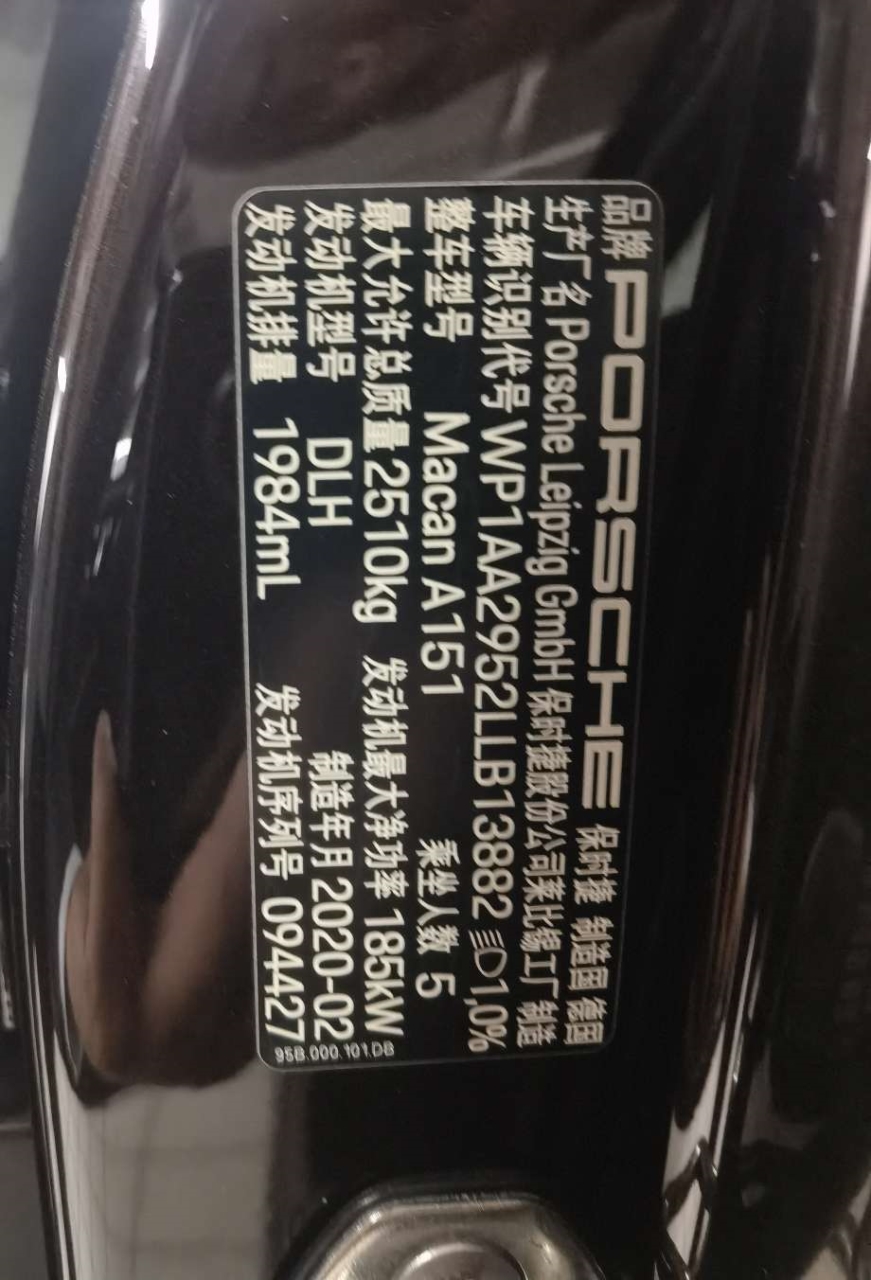 品牌 PORSCHE 保时捷 制造国 德国
生产厂名 Porsche Leipzig GmbH 保时捷股份公司莱比锡工厂 制造
车辆识别代号 WP1AA2952LLB13882 1,0%
整车型号 Macan A151 乘坐人数 5
最大允许总质量 2510kg 发动机最大净功率 185kW
发动机型号 DLH 制造年月 2020-02
发动机排量 1984mL 发动机序列号 094427
95B.000.101.DB